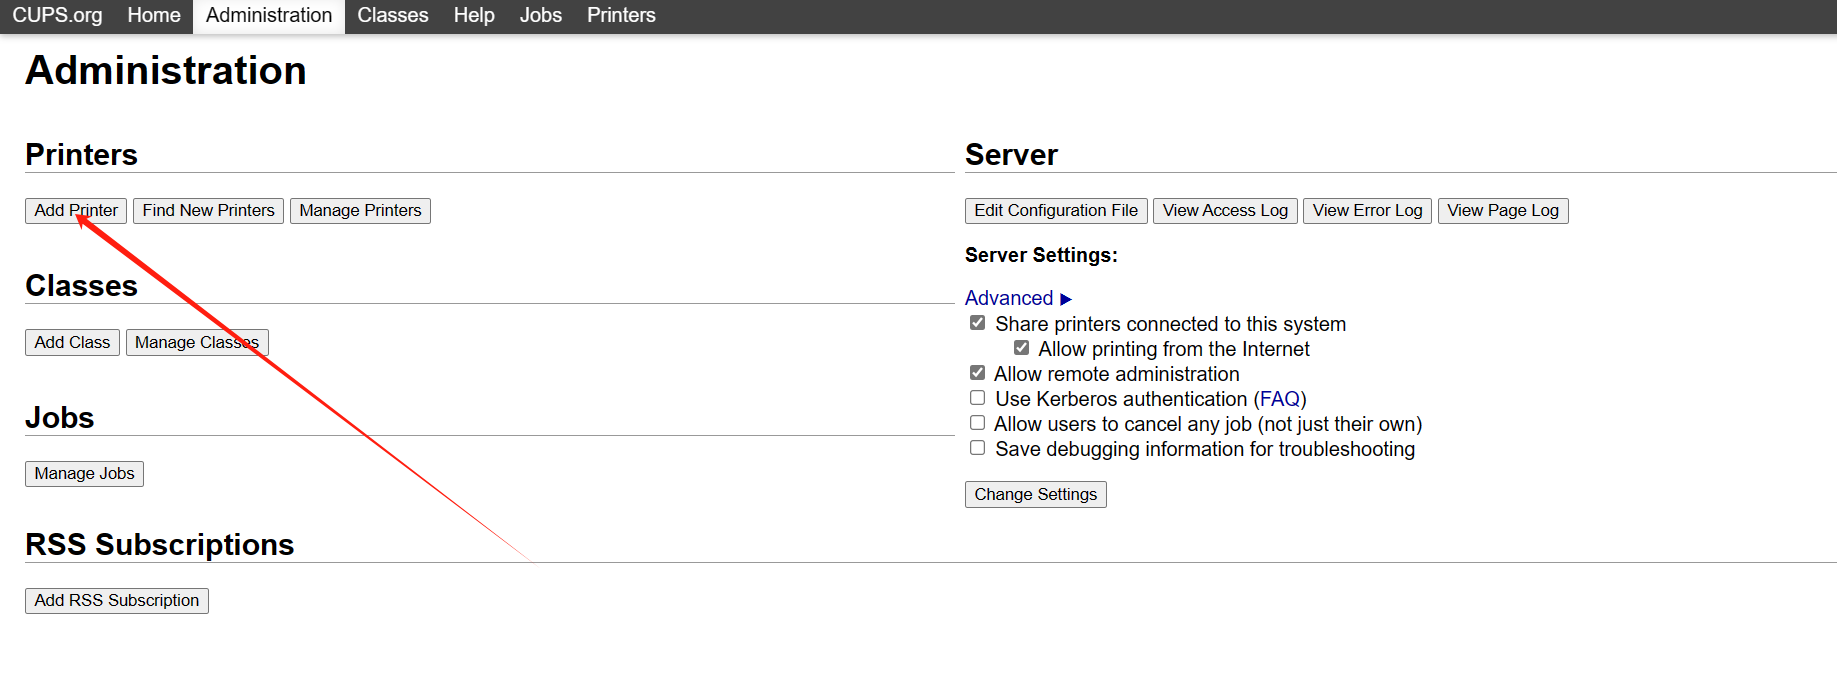 CUPS.org Home Administration Classes Help Jobs Printers
Administration
Printers
Add Printer Find New Printers Manage Printers
Classes
Add Class Manage Classes
Jobs
Manage Jobs
Server
Edit Configuration File View Access Log View Error Log View Page Log
Server Settings:
Advanced ▶
Share printers connected to this system
Allow printing from the Internet
Allow remote administration
Use Kerberos authentication (FAQ)
Allow users to cancel any job (not just their own)
Save debugging information for troubleshooting
Change Settings
RSS Subscriptions
Add RSS Subscription